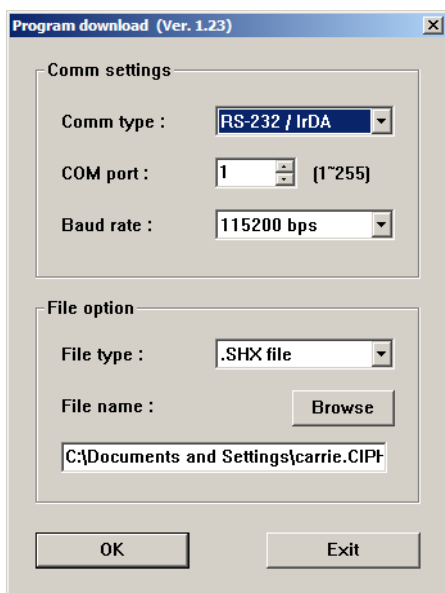 Program download (Ver. 1.23)
Comm settings
Comm type :
RS-232 / IrDA
COM port :
1
(1~255)
Baud rate :
115200 bps
File option
File type :
.SHX file
File name :
Browse
C:\Documents and Settings\carrie.CIPH
OK
Exit